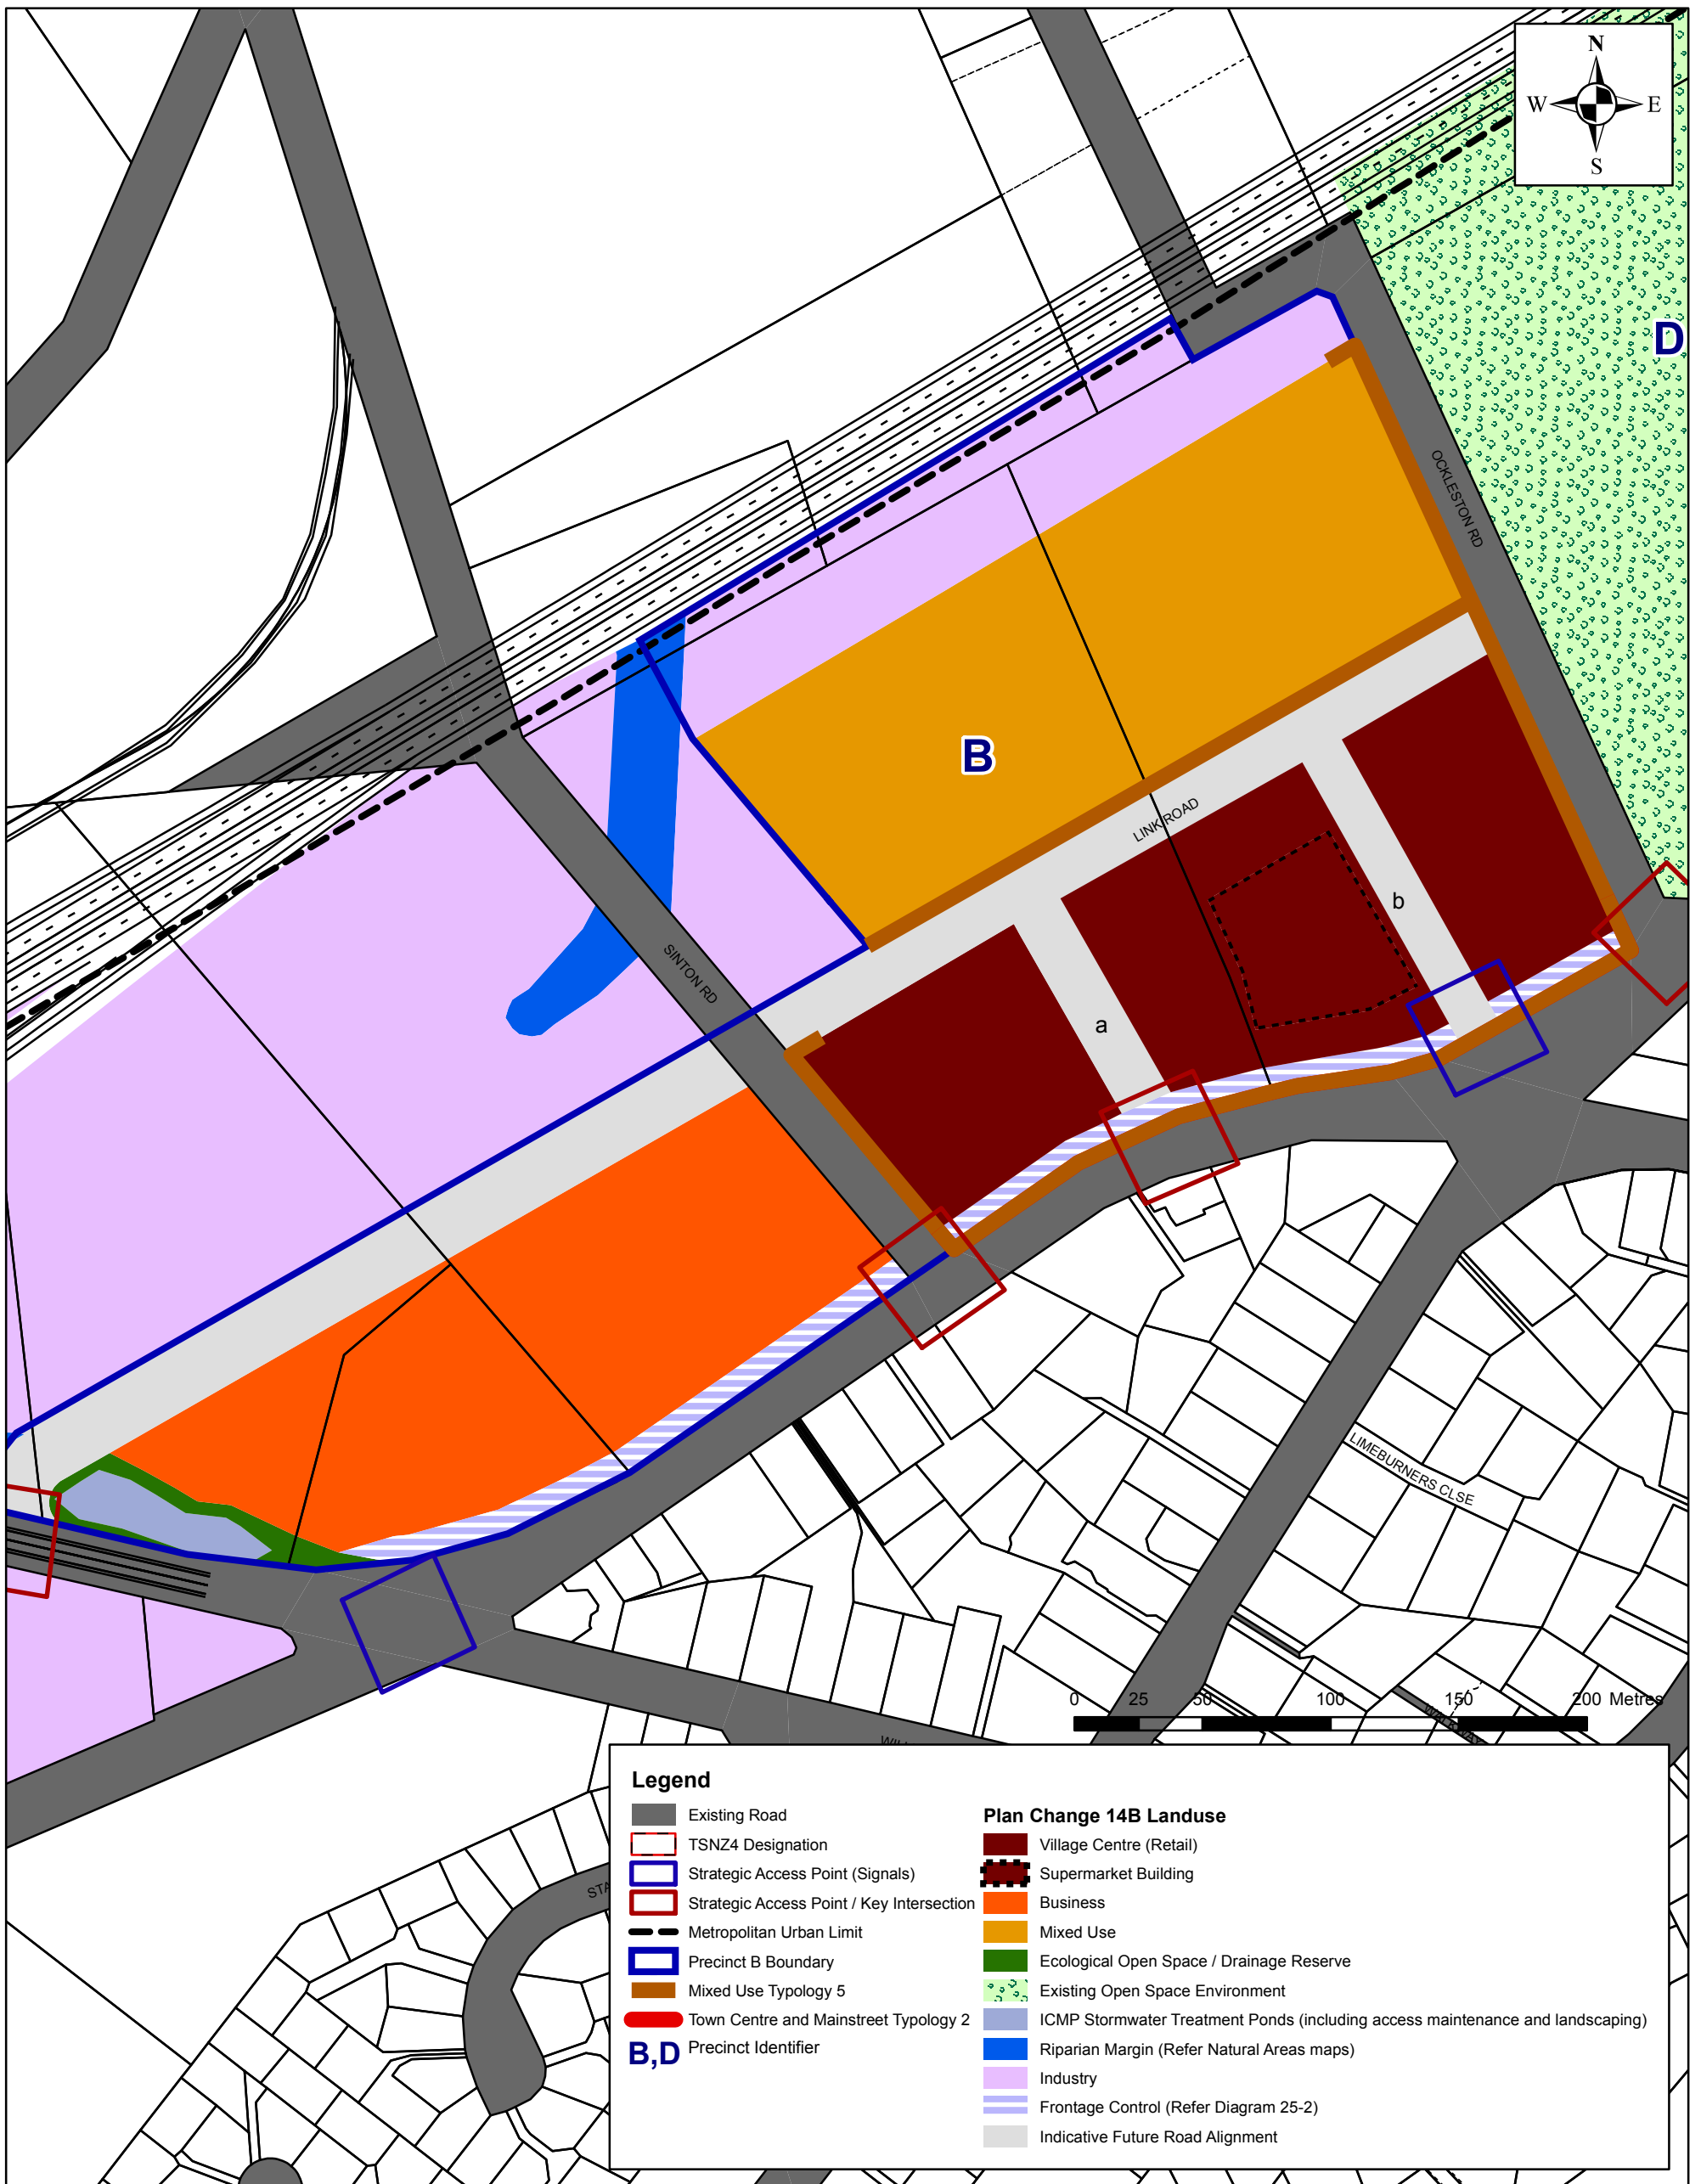 N
W E
S
D
OCKLESTON RD
B
LINK ROAD
b
SINTON RD
a
LIMEBURNERS CLSE
0 25 50 100 150 200 Metres
WALKWAY
Legend
Existing Road
TSNZ4 Designation
Strategic Access Point (Signals)
Strategic Access Point / Key Intersection
Metropolitan Urban Limit
Precinct B Boundary
Mixed Use Typology 5
Town Centre and Mainstreet Typology 2
B,D Precinct Identifier
Plan Change 14B Landuse
Village Centre (Retail)
Supermarket Building
Business
Mixed Use
Ecological Open Space / Drainage Reserve
Existing Open Space Environment
ICMP Stormwater Treatment Ponds (including access maintenance and landscaping)
Riparian Margin (Refer Natural Areas maps)
Industry
Frontage Control (Refer Diagram 25-2)
Indicative Future Road Alignment